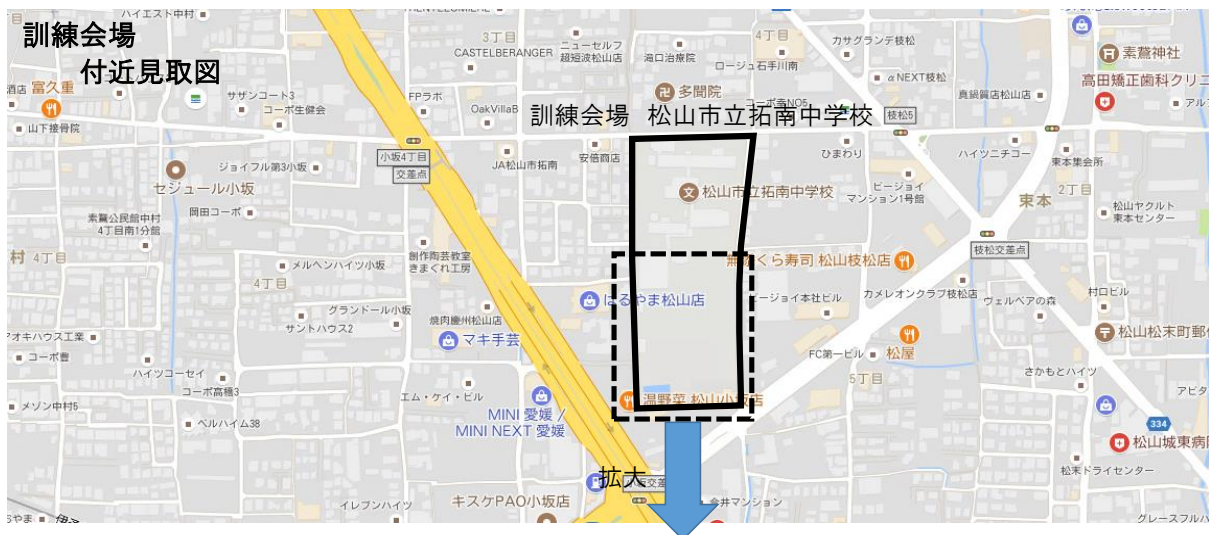 訓練会場
付近見取図
ハイエスト中村
3丁目
CASTELBERANGER
ニューセルフ
超短波松山店
滝口治療院
4丁目
ロージュ石手川南
カサグランデ枝松
素鵞神社
高田矯正歯科クリニ
αNEXT枝松
眞鍋餅店松山店
富久重
サザンコート3
コーポ生健会
FPラボ
OakVillaB
多聞院
訓練会場 松山市立拓南中学校
枝松5
山下接骨院
小坂4丁目
交差点
JA松山市拓南
安倍商店
ひまわり
ハイツニチコー
東本集会所
ジョイフル第3小坂
セジュール小坂
松山市立拓南中学校
ビージョイ
マンション1号館
東本
2丁目
松山ヤクルト
東本センター
岡田コーポ
素鵞公民館中村
4丁目南1分館
村 4丁目
枝松交差点
創作陶芸教室
きまぐれ工房
メルヘンハイツ小坂
4丁目
くら寿司 松山枝松店
はるやま松山店
ビージョイ本社ビル
カメレオンクラブ枝松店
ヴェルペアの森
村口ビル
グランドール小坂
サントハウス2
焼肉慶州松山店
マキ手芸
アオキハウス工業
コーポ豊
松山松末町郵便
FC第一ビル
松屋
5丁目
さかもとハイツ
ハイツコーセイ
コーポ高橋3
エム・ケイ・ビル
温野菜 松山小坂店
アピタ
メゾン中村5
ベルハイム38
MINI 愛媛 /
MINI NEXT 愛媛
334
松山城東病院
拡大
小坂交差
松末ドライセンター
イレブンハイツ
キスケPAO小坂店
今井マンション
グレースフルハ